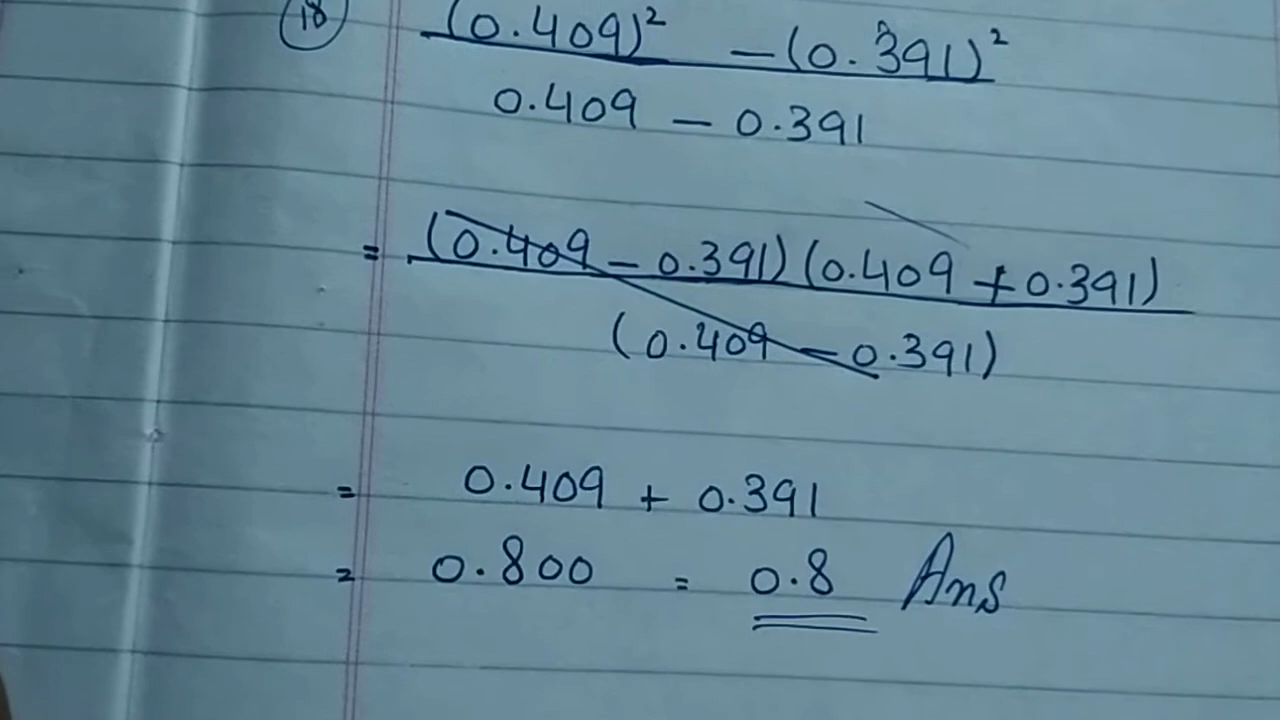 18
(0.409)² – (0.391)²
0.409 – 0.391
= (0.409 – 0.391) (0.409 + 0.391)
(0.409 – 0.391)
= 0.409 + 0.391
= 0.800 = 0.8 Ans